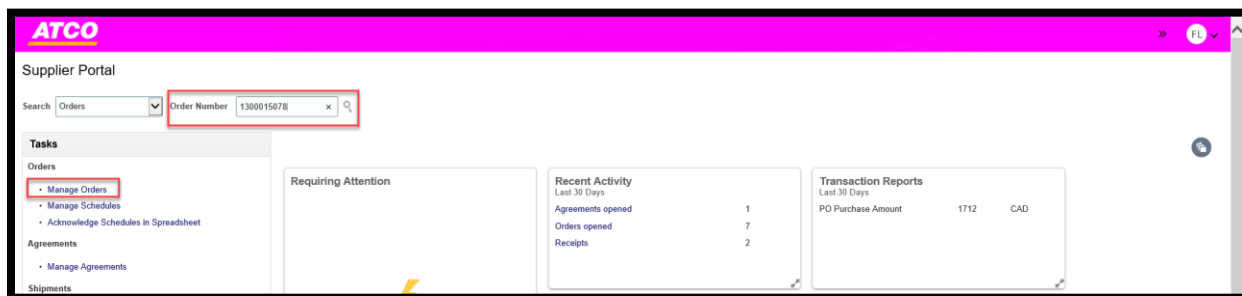 ATCO
» FL
Supplier Portal
Search Orders Order Number 1300015078 x
Tasks
Orders
• Manage Orders
• Manage Schedules
• Acknowledge Schedules in Spreadsheet
Agreements
• Manage Agreements
Shipments
Requiring Attention
Recent Activity
Last 30 Days
Agreements opened 1
Orders opened 7
Receipts 2
Transaction Reports
Last 30 Days
PO Purchase Amount 1712 CAD